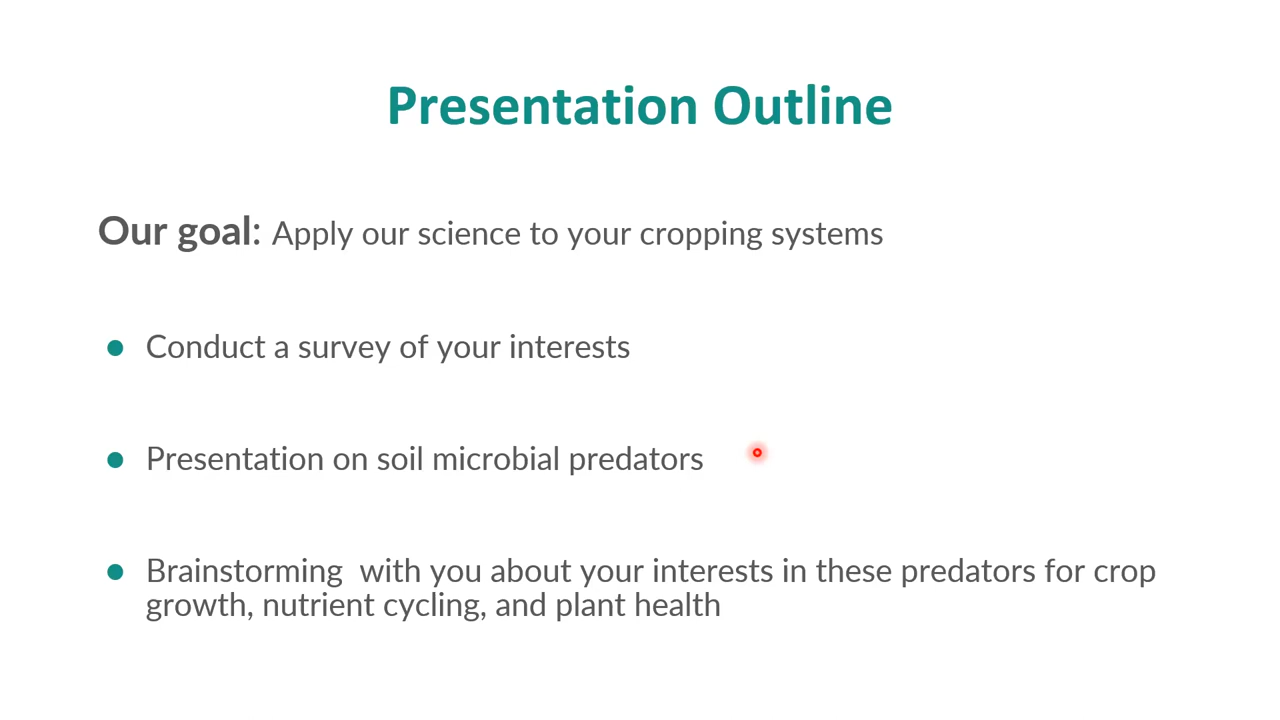 Presentation Outline
Our goal: Apply our science to your cropping systems
● Conduct a survey of your interests
● Presentation on soil microbial predators
● Brainstorming  with you about your interests in these predators for crop
growth, nutrient cycling, and plant health